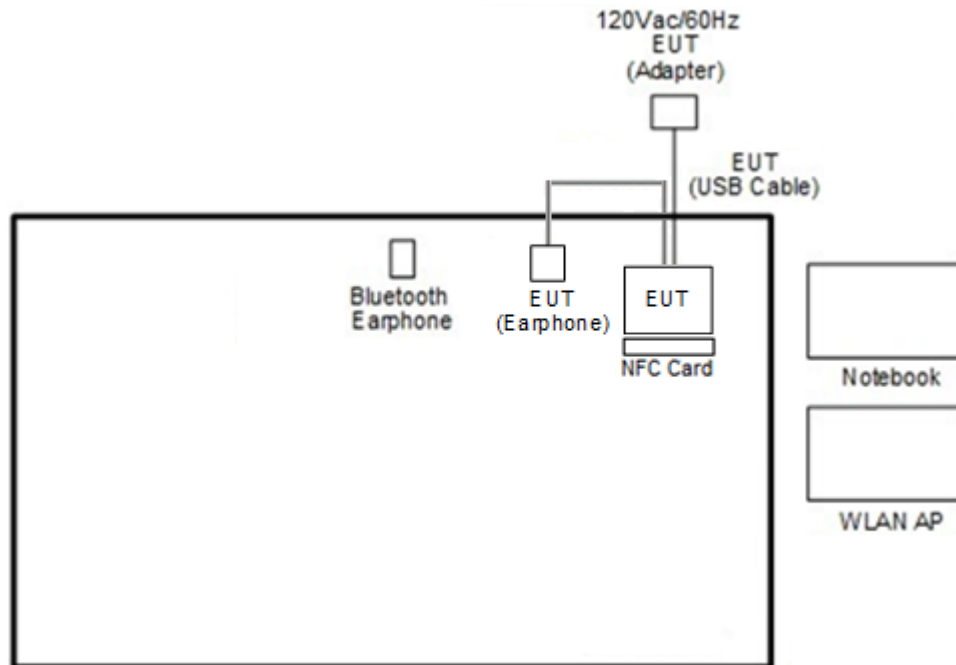 120Vac/60Hz
EUT
(Adapter)
EUT
(USB Cable)
Bluetooth
Earphone
EUT
(Earphone)
EUT
NFC Card
Notebook
WLAN AP